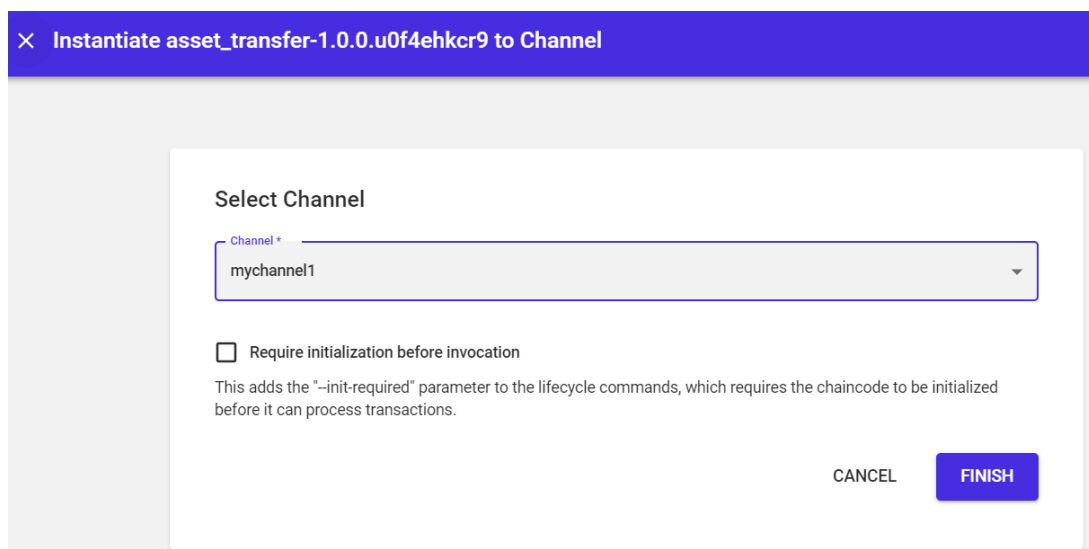 Instantiate asset_transfer-1.0.0.u0f4ehkcr9 to Channel
Select Channel
Channel *
mychannel1
Require initialization before invocation
This adds the "--init-required" parameter to the lifecycle commands, which requires the chaincode to be initialized
before it can process transactions.
CANCEL FINISH